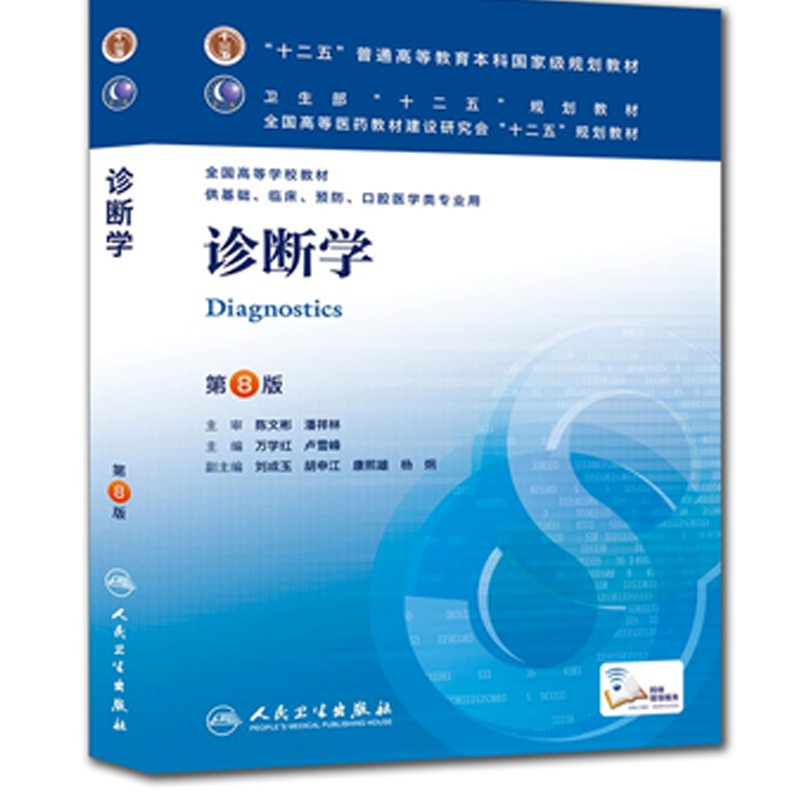 "十二五"普通高等教育本科国家级规划教材
卫生部"十二五"规划教材
全国高等医药教材建设研究会"十二五"规划教材
全国高等学校教材
供基础、临床、预防、口腔医学类专业用
诊断学
Diagnostics
第8版
主审 陈文彬 潘祥林
主编 万学红 卢雪峰
副主编 刘成玉 胡申江 康熙雄 杨炯
人民卫生出版社
PEOPLE'S MEDICAL PUBLISHING HOUSE
网络
增值服务
诊断学
第8版
人民卫生出版社